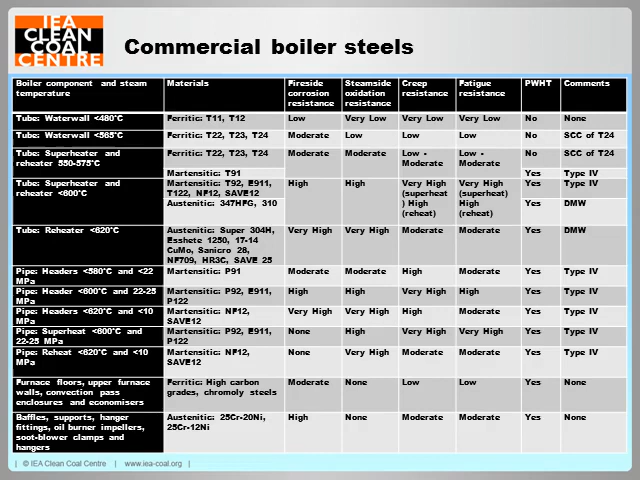 IEA
CLEAN
COAL
CENTRE
Commercial boiler steels
Boiler component and steam temperature | Materials | Fireside corrosion resistance | Steamside oxidation resistance | Creep resistance | Fatigue resistance | PWHT | Comments
Tube: Waterwall <480°C | Ferritic: T11, T12 | Low | Very Low | Very Low | Very Low | No | None
Tube: Waterwall <565°C | Ferritic: T22, T23, T24 | Moderate | Low | Low | Low | No | SCC of T24
Tube: Superheater and reheater 550-575°C | Ferritic: T22, T23, T24 | Moderate | Moderate | Low - Moderate | Low - Moderate | No | SCC of T24
Martensitic: T91 | Yes | Type IV
Tube: Superheater and reheater <600°C | Martensitic: T92, E911, T122, NF12, SAVE12 | High | High | Very High (superheat) High (reheat) | Very High (superheat) High (reheat) | Yes | Type IV
Austenitic: 347HFG, 310 | Yes | DMW
Tube: Reheater <620°C | Austenitic: Super 304H, Esshete 1250, 17-14 CuMo, Sanicro 28, NF709, HR3C, SAVE 25 | Very High | Very High | Moderate | Moderate | Yes | DMW
Pipe: Headers <580°C and <22 MPa | Martensitic: P91 | Moderate | Moderate | High | Moderate | Yes | Type IV
Pipe: Header <600°C and 22-25 MPa | Martensitic: P92, E911, P122 | High | High | Very High | High | Yes | Type IV
Pipe: Headers <620°C and <10 MPa | Martensitic: NF12, SAVE12 | Very High | Very High | High | Moderate | Yes | Type IV
Pipe: Superheat <600°C and 22-25 MPa | Martensitic: P92, E911, P122 | None | High | Very High | Very High | Yes | Type IV
Pipe: Reheat <620°C and <10 MPa | Martensitic: NF12, SAVE12 | None | Very High | Moderate | Moderate | Yes | Type IV
Furnace floors, upper furnace walls, convection pass enclosures and economisers | Ferritic: High carbon grades, chromoly steels | Moderate | None | Low | Low | Yes | None
Baffles, supports, hanger fittings, oil burner impellers, soot-blower clamps and hangers | Austenitic: 25Cr-20Ni, 25Cr-12Ni | High | None | Moderate | Moderate | Yes | None
| © IEA Clean Coal Centre | www.iea-coal.org |